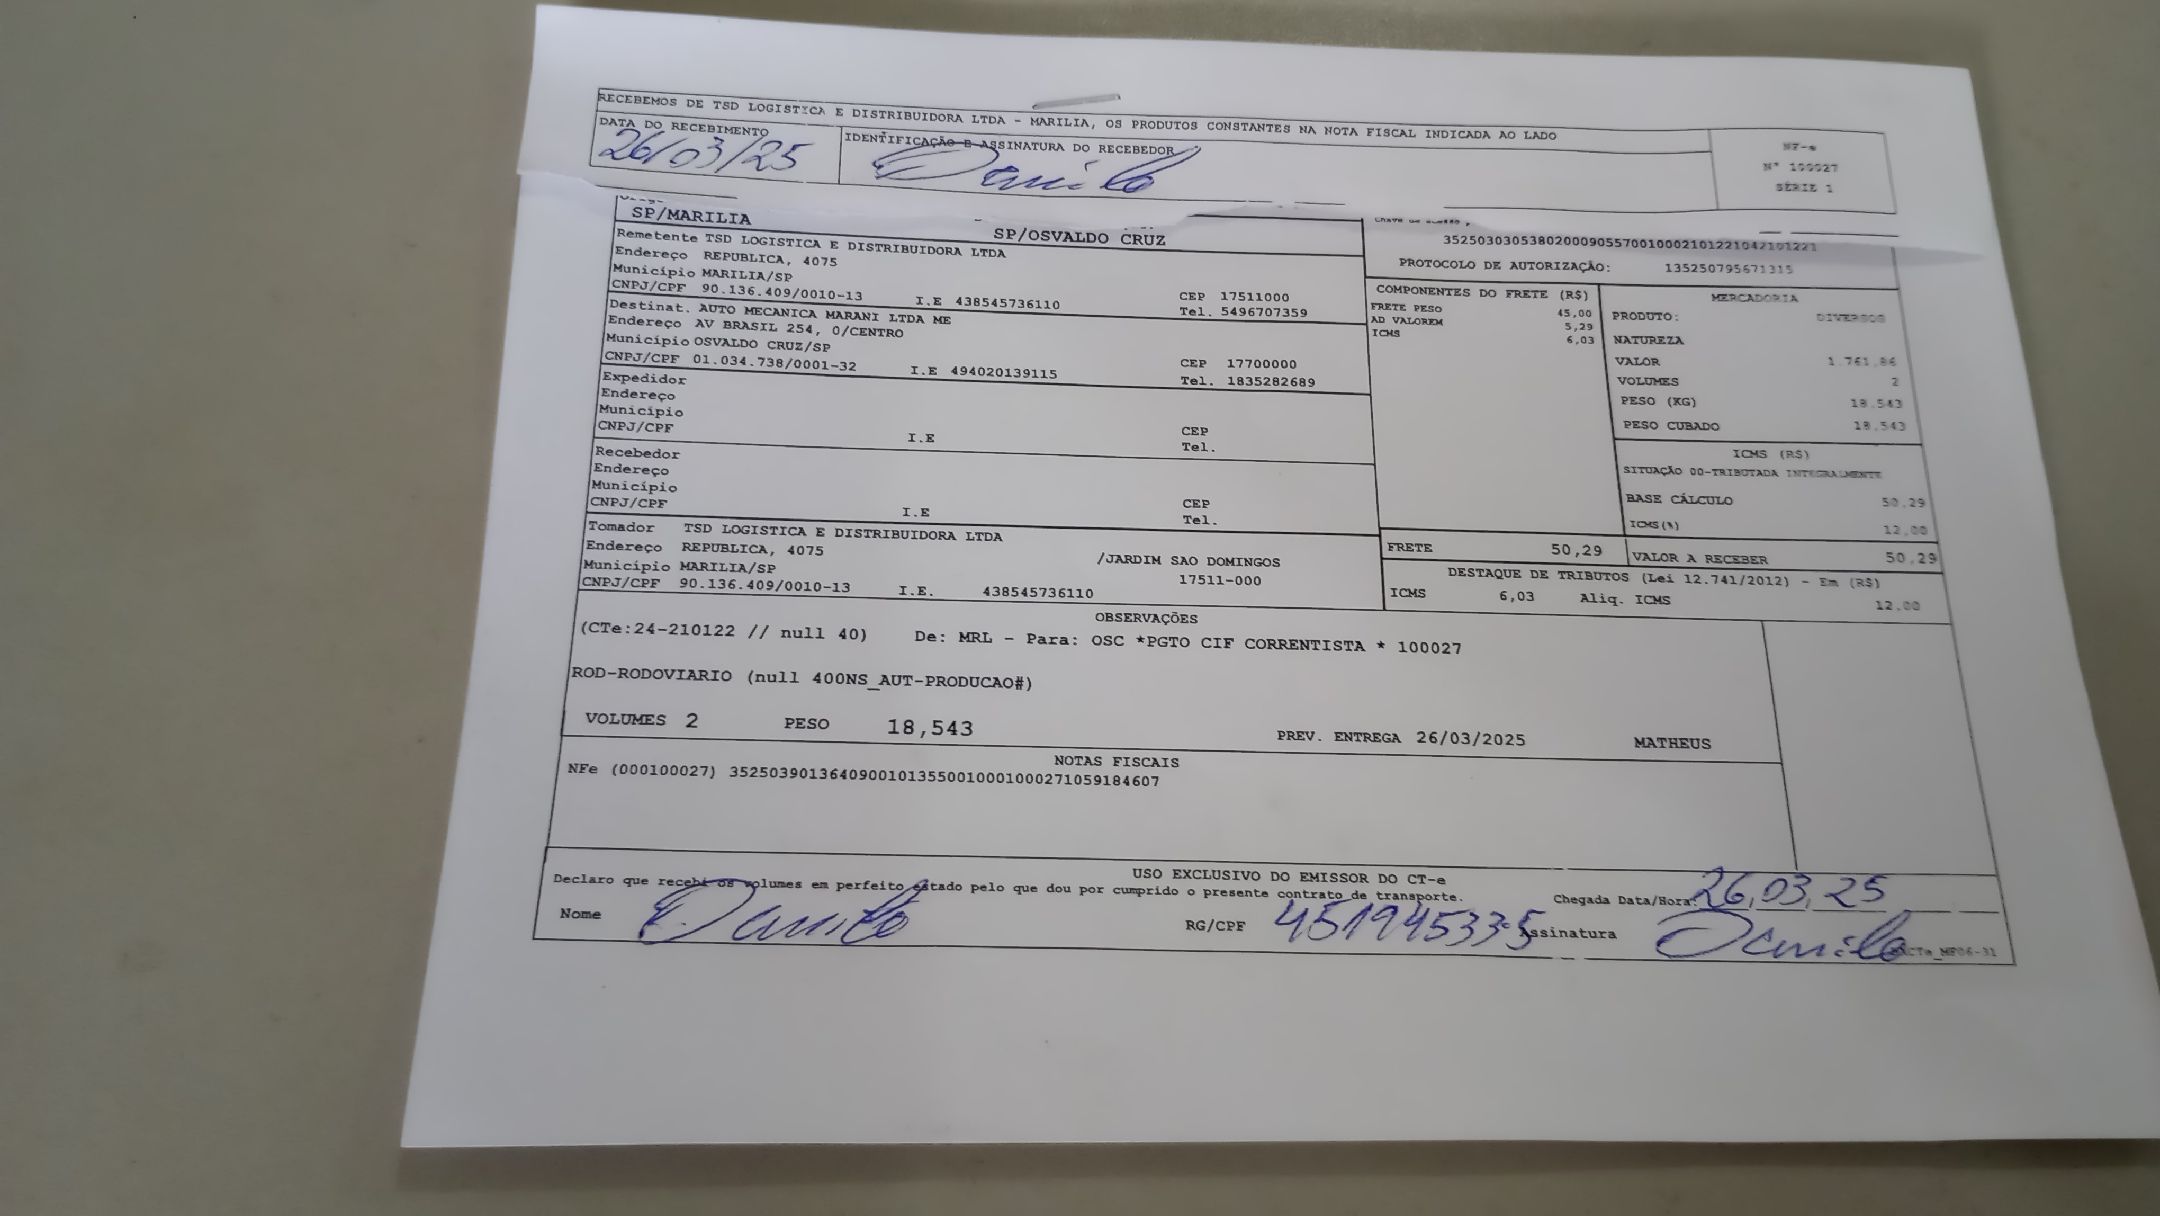 RECEBEMOS DE TSD LOGISTICA E DISTRIBUIDORA LTDA - MARILIA, OS PRODUTOS CONSTANTES NA NOTA FISCAL INDICADA AO LADO
DATA DO RECEBIMENTO
26/03/25
IDENTIFICAÇÃO E ASSINATURA DO RECEBEDOR
Danilo
NF-e
N° 100027
SÉRIE 1
SP/MARILIA
SP/OSVALDO CRUZ
Remetente TSD LOGISTICA E DISTRIBUIDORA LTDA
Endereço REPUBLICA, 4075
Município MARILIA/SP
CNPJ/CPF 90.136.409/0010-13 I.E 438545736110
CEP 17511000
Tel. 5496707359
Destinat. AUTO MECANICA MARANI LTDA ME
Endereço AV BRASIL 254, 0/CENTRO
Município OSVALDO CRUZ/SP
CNPJ/CPF 01.034.738/0001-32 I.E 494020139115
CEP 17700000
Tel. 1835282689
Expedidor
Endereço
Município
CNPJ/CPF I.E
CEP
Tel.
Recebedor
Endereço
Município
CNPJ/CPF I.E
CEP
Tel.
Tomador TSD LOGISTICA E DISTRIBUIDORA LTDA
Endereço REPUBLICA, 4075 /JARDIM SAO DOMINGOS
Município MARILIA/SP 17511-000
CNPJ/CPF 90.136.409/0010-13 I.E. 438545736110
35250303053802000905570010002101221042101221
PROTOCOLO DE AUTORIZAÇÃO: 135250795671315
COMPONENTES DO FRETE (R$)
FRETE PESO 45,00
AD VALOREM 5,29
ICMS 6,03
MERCADORIA
PRODUTO: DIVERSOS
NATUREZA
VALOR 1.761,86
VOLUMES 2
PESO (KG) 18,543
PESO CUBADO 18,543
ICMS (R$)
SITUAÇÃO 00-TRIBUTADA INTEGRALMENTE
BASE CÁLCULO 50,29
ICMS(%) 12,00
FRETE 50,29
VALOR A RECEBER 50,29
DESTAQUE DE TRIBUTOS (Lei 12.741/2012) - Em (R$)
ICMS 6,03 Aliq. ICMS 12,00
OBSERVAÇÕES
(CTe:24-210122 // null 40) De: MRL - Para: OSC *PGTO CIF CORRENTISTA * 100027
ROD-RODOVIARIO (null 400NS_AUT-PRODUCAO#)
VOLUMES 2 PESO 18,543 PREV. ENTREGA 26/03/2025 MATHEUS
NOTAS FISCAIS
NFe (000100027) 35250390136409001013550010001000271059184607
USO EXCLUSIVO DO EMISSOR DO CT-e
Declaro que recebi os volumes em perfeito estado pelo que dou por cumprido o presente contrato de transporte.
Chegada Data/Hora: 26,03,25
Nome Danilo RG/CPF 451945335 Assinatura Danilo